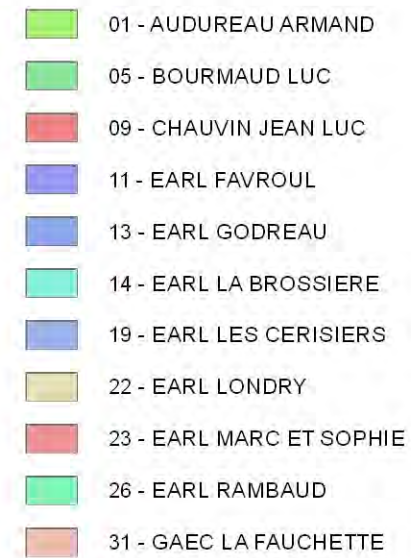 01 - AUDUREAU ARMAND
05 - BOURMAUD LUC
09 - CHAUVIN JEAN LUC
11 - EARL FAVROUL
13 - EARL GODREAU
14 - EARL LA BROSSIERE
19 - EARL LES CERISIERS
22 - EARL LONDRY
23 - EARL MARC ET SOPHIE
26 - EARL RAMBAUD
31 - GAEC LA FAUCHETTE